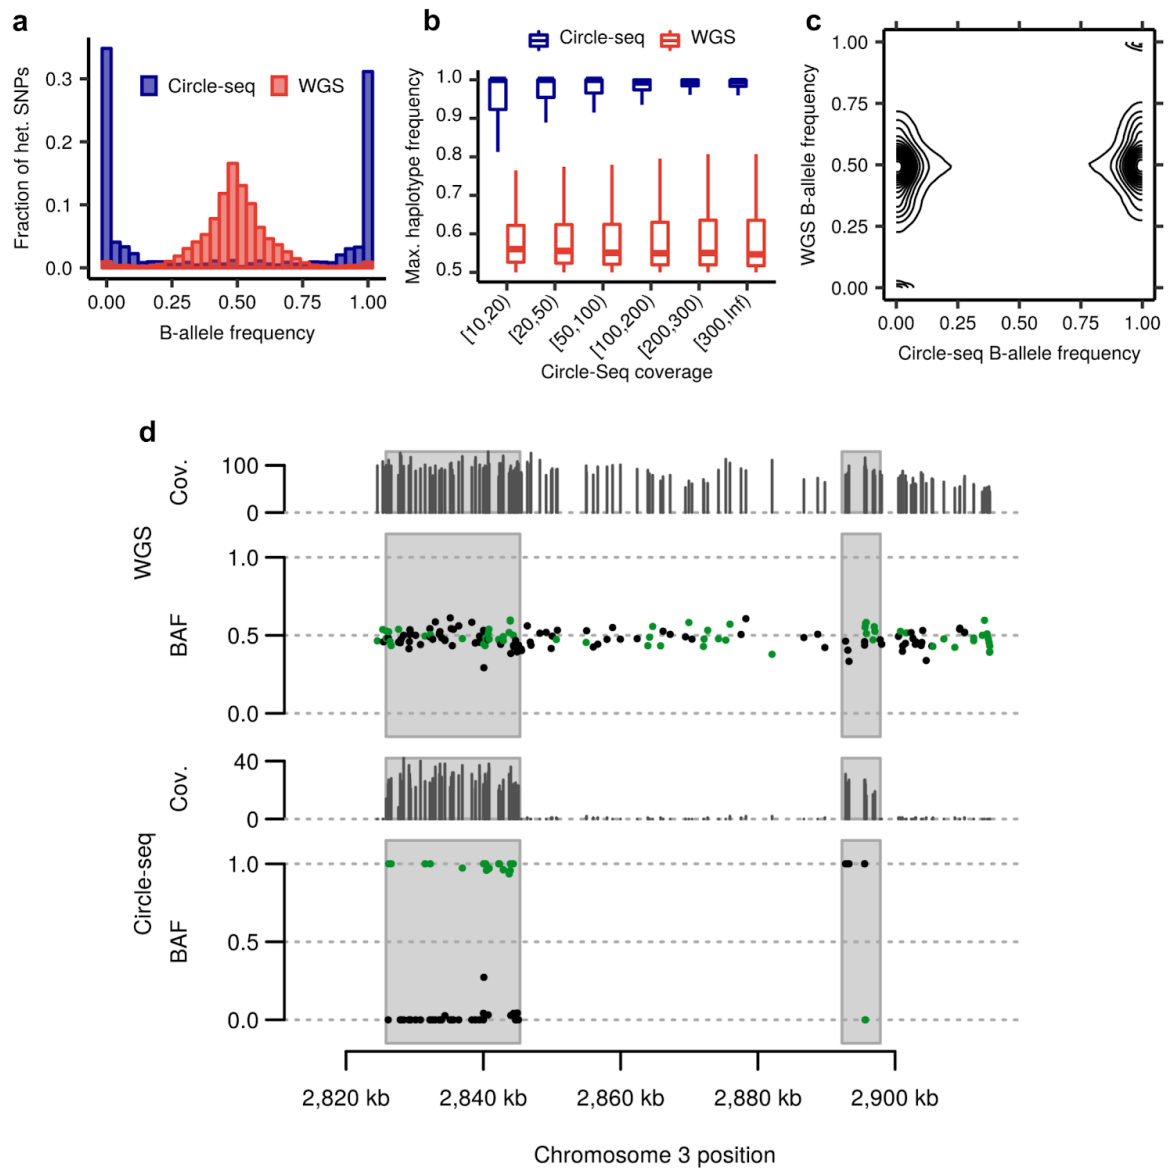 a
Circle-seq WGS
Fraction of het. SNPs
0.3
0.2
0.1
0.0
0.00 0.25 0.50 0.75 1.00
B-allele frequency
b
Circle-seq WGS
Max. haplotype frequency
1.0
0.9
0.8
0.7
0.6
0.5
[10,20) [20,50) [50,100) [100,200) [200,300) [300,Inf)
Circle-Seq coverage
c
WGS B-allele frequency
1.00
0.75
0.50
0.25
0.00
0.00 0.25 0.50 0.75 1.00
Circle-seq B-allele frequency
d
WGS
Cov.
100
0
BAF
1.0
0.5
0.0
Circle-seq
Cov.
40
0
BAF
1.0
0.5
0.0
2,820 kb 2,840 kb 2,860 kb 2,880 kb 2,900 kb
Chromosome 3 position